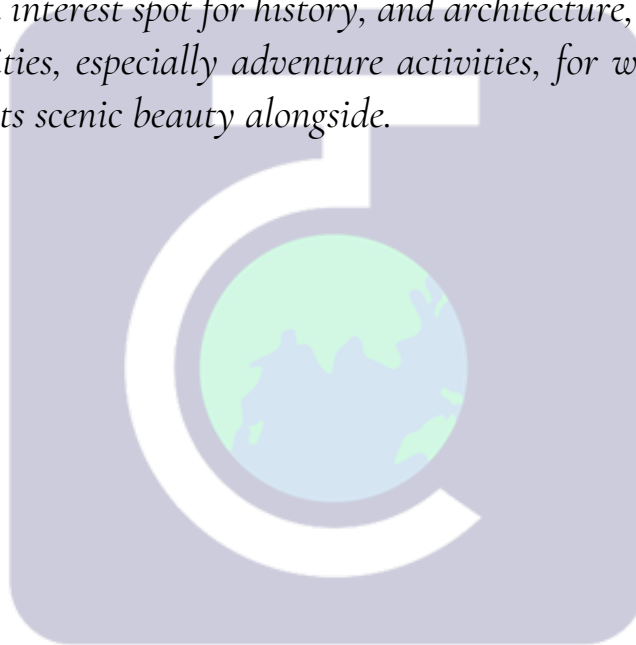 interest spot for history, and architecture,
ities, especially adventure activities, for w
ts scenic beauty alongside.